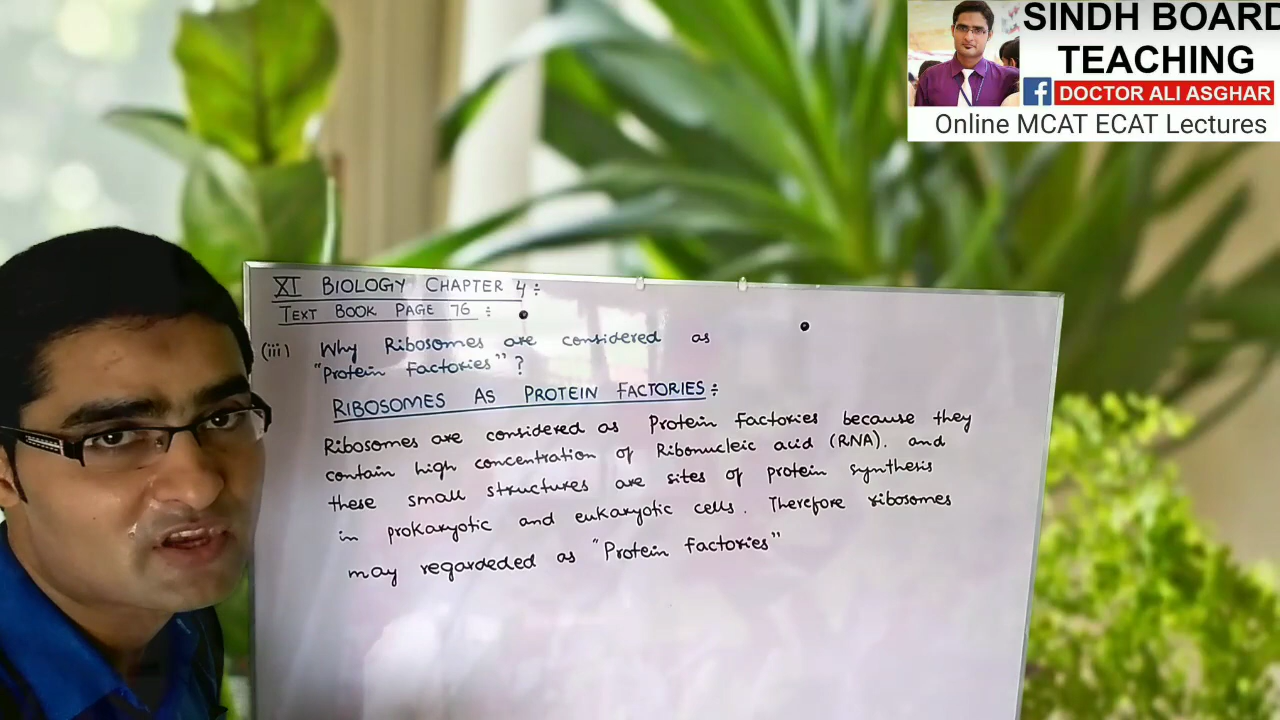 SINDH BOARD
TEACHING
f DOCTOR ALI ASGHAR
Online MCAT ECAT Lectures
XI BIOLOGY CHAPTER 4:
TEXT BOOK PAGE 76 :
(iii) Why Ribosomes are considered as
"Protein Factories"?
RIBOSOMES AS PROTEIN FACTORIES:
Ribosomes are considered as Protein factories because they
contain high concentration of Ribonucleic acid (RNA). and
these small structures are sites of protein synthesis
in prokaryotic and eukaryotic cells. Therefore ribosomes
may regardeded as "Protein factories"